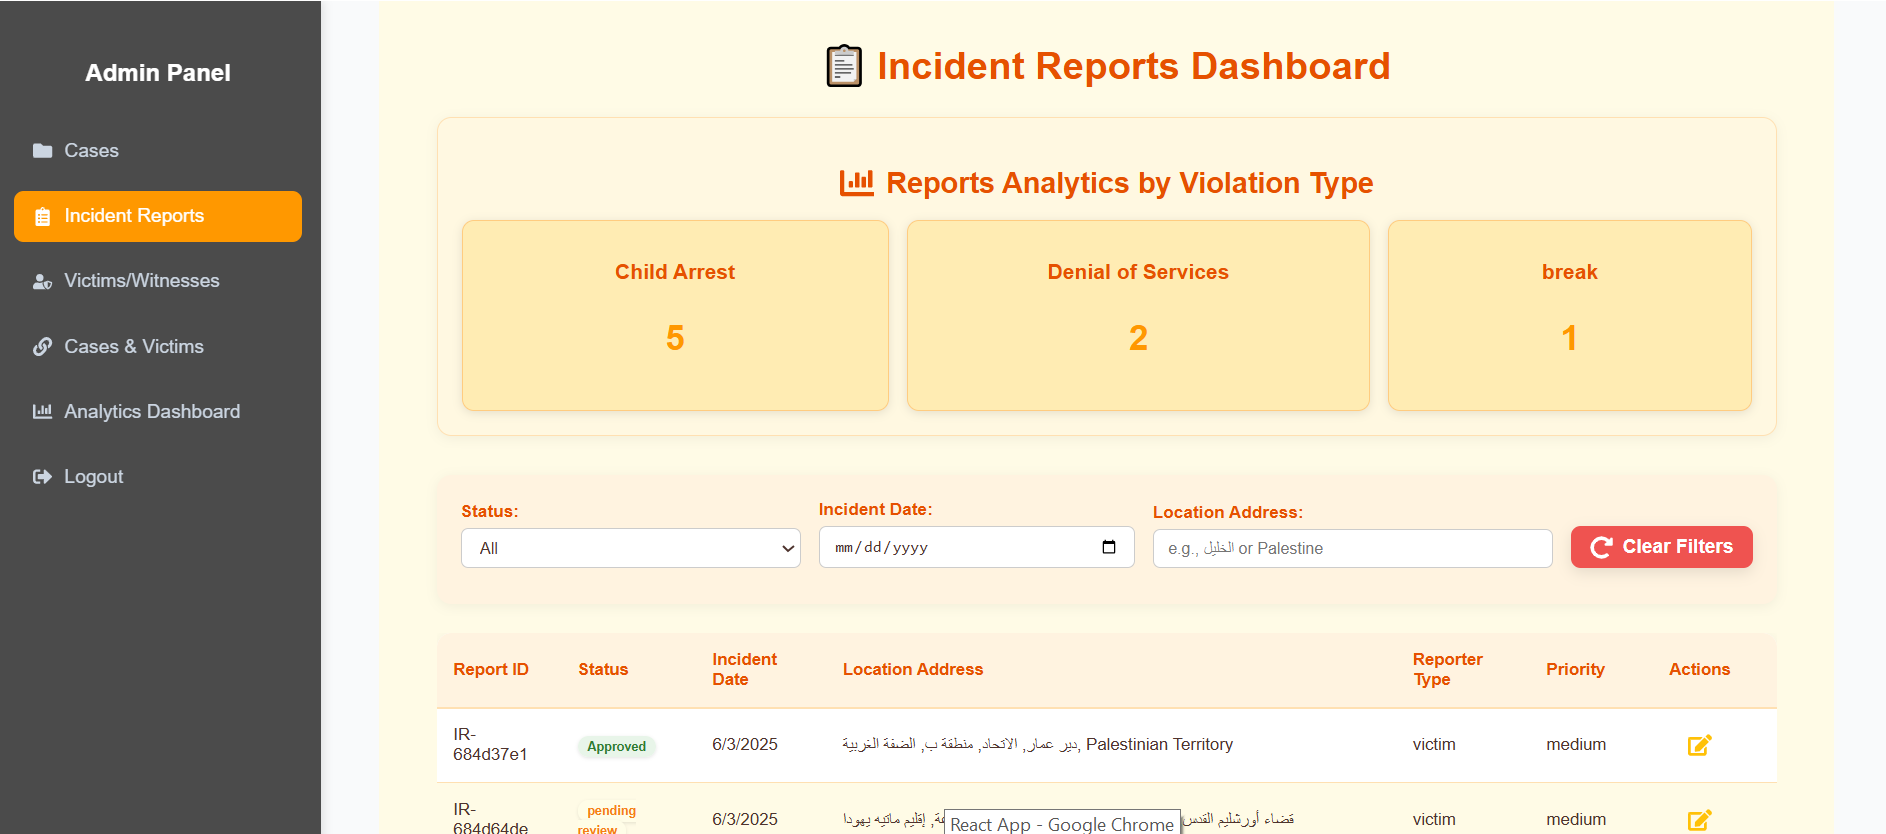 Admin Panel
Cases
Incident Reports
Victims/Witnesses
Cases & Victims
Analytics Dashboard
Logout
Incident Reports Dashboard
Reports Analytics by Violation Type
Child Arrest
5
Denial of Services
2
break
1
Status:
All
Incident Date:
mm/dd/yyyy
Location Address:
e.g., الخليل or Palestine
Clear Filters
Report ID
Status
Incident
Date
Location Address
Reporter
Type
Priority
Actions
IR-
684d37e1
Approved
6/3/2025
دير عمار, الاتحاد, منطقة ب, الضفة الغربية, Palestinian Territory
victim
medium
IR-
684d64de
pending
review
6/3/2025
قضاء أورشليم القدس
إقليم ماتيه يهودا
victim
medium
React App - Google Chrome